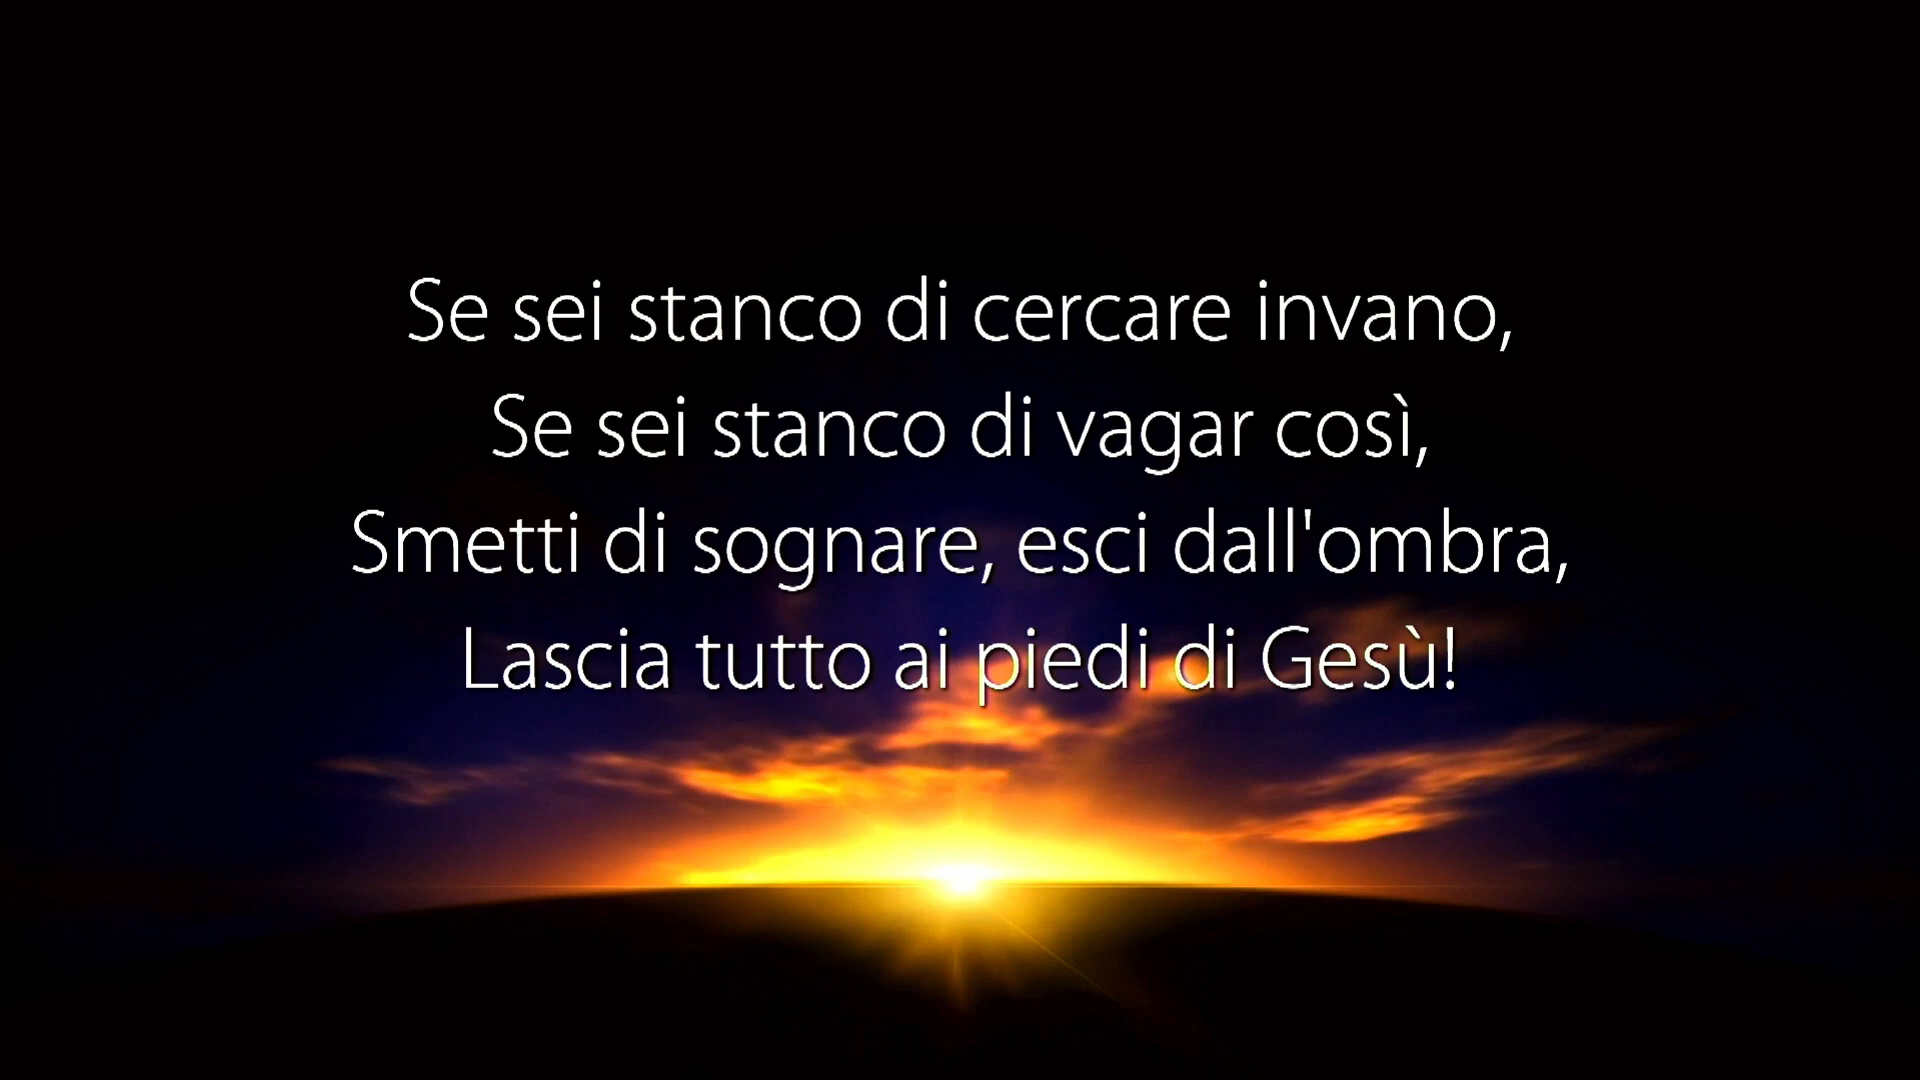 Se sei stanco di cercare invano,
Se sei stanco di vagar così,
Smetti di sognare, esci dall'ombra,
Lascia tutto ai piedi di Gesù!